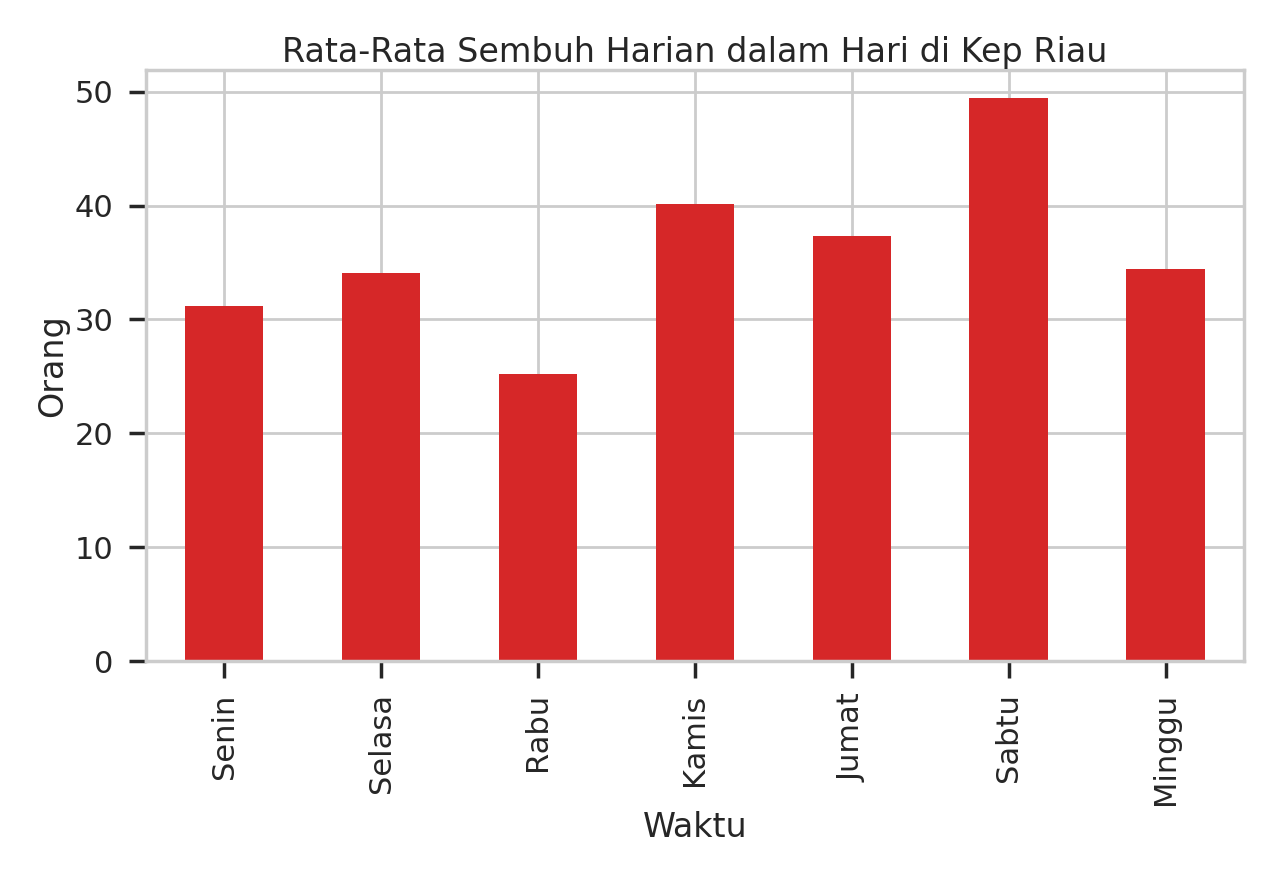 Rata-Rata Sembuh Harian dalam Hari di Kep Riau
50
40
30
20
10
0
Orang
Senin
Selasa
Rabu
Kamis
Jumat
Sabtu
Minggu
Waktu